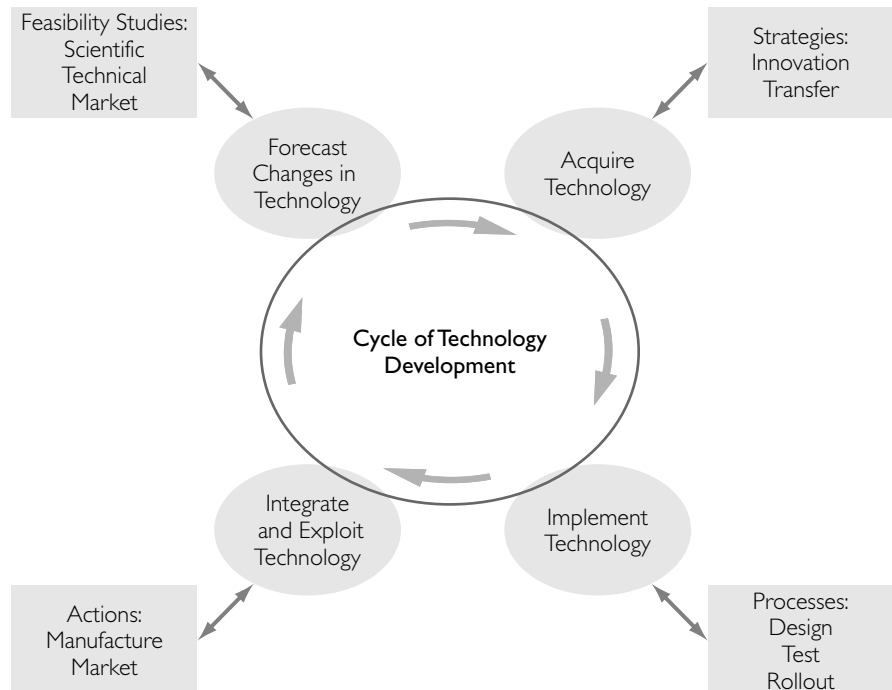 Feasibility Studies:
Scientific
Technical
Market
Strategies:
Innovation
Transfer
Forecast
Changes in
Technology
Acquire
Technology
Cycle of Technology
Development
Integrate
and Exploit
Technology
Implement
Technology
Actions:
Manufacture
Market
Processes:
Design
Test
Rollout